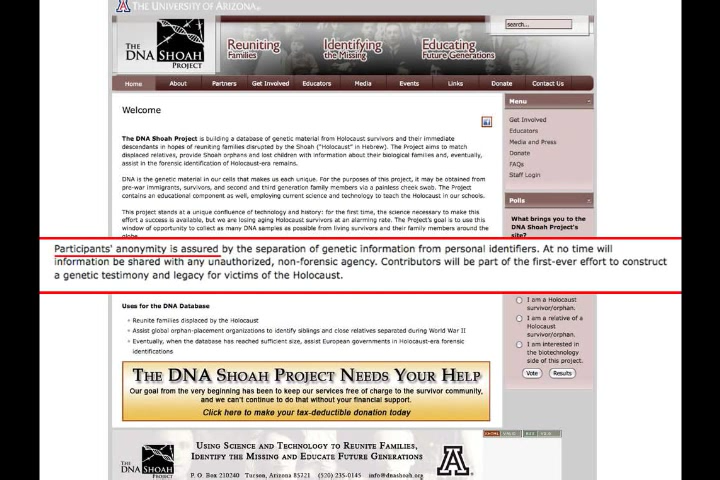 THE UNIVERSITY OF ARIZONA®
search...
THE
DNA SHOAH
PROJECT
Reuniting
Families
Identifying
the Missing
Educating
Future Generations
Home About Partners Get Involved Educators Media Events Links Donate Contact Us
Welcome
The DNA Shoah Project is building a database of genetic material from Holocaust survivors and their immediate
descendants in hopes of reuniting families disrupted by the Shoah ("Holocaust" in Hebrew). The Project aims to match
displaced relatives, provide Shoah orphans and lost children with information about their biological families and, eventually,
assist in the forensic identification of Holocaust-era remains.
DNA is the genetic material in our cells that makes us each unique. For the purposes of this project, it may be obtained from
pre-war immigrants, survivors, and second and third generation family members via a painless cheek swab. The Project
contains an educational component as well, employing current science and technology to teach the Holocaust in our schools.
This project stands at a unique confluence of technology and history: for the first time, the science necessary to make this
effort a success is available, but we are losing aging Holocaust survivors at an alarming rate. The Project's goal is to use this
window of opportunity to collect as many DNA samples as possible from living survivors and their family members around the
globe.
Menu
Get Involved
Educators
Media and Press
Donate
FAQs
Staff Login
Polls
What brings you to the
DNA Shoah Project's
site?
Participants' anonymity is assured by the separation of genetic information from personal identifiers. At no time will
information be shared with any unauthorized, non-forensic agency. Contributors will be part of the first-ever effort to construct
a genetic testimony and legacy for victims of the Holocaust.
Uses for the DNA Database
Reunite families displaced by the Holocaust
Assist global orphan-placement organizations to identify siblings and close relatives separated during World War II
Eventually, when the database has reached sufficient size, assist European governments in Holocaust-era forensic
identifications
I am a Holocaust
survivor/orphan.
I am a relative of a
Holocaust
survivor/orphan.
I am interested in
the biotechnology
side of this project.
Vote Results
THE DNA SHOAH PROJECT NEEDS YOUR HELP
Our goal from the very beginning has been to keep our services free of charge to the survivor community,
and we can't continue to do that without your financial support.
Click here to make your tax-deductible donation today
THE
DNA SHOAH
PROJECT
USING SCIENCE AND TECHNOLOGY TO REUNITE FAMILIES,
IDENTIFY THE MISSING AND EDUCATE FUTURE GENERATIONS
P. O. Box 210240 Tucson, Arizona 85721 (520) 235-0145 info@dnashoah.org